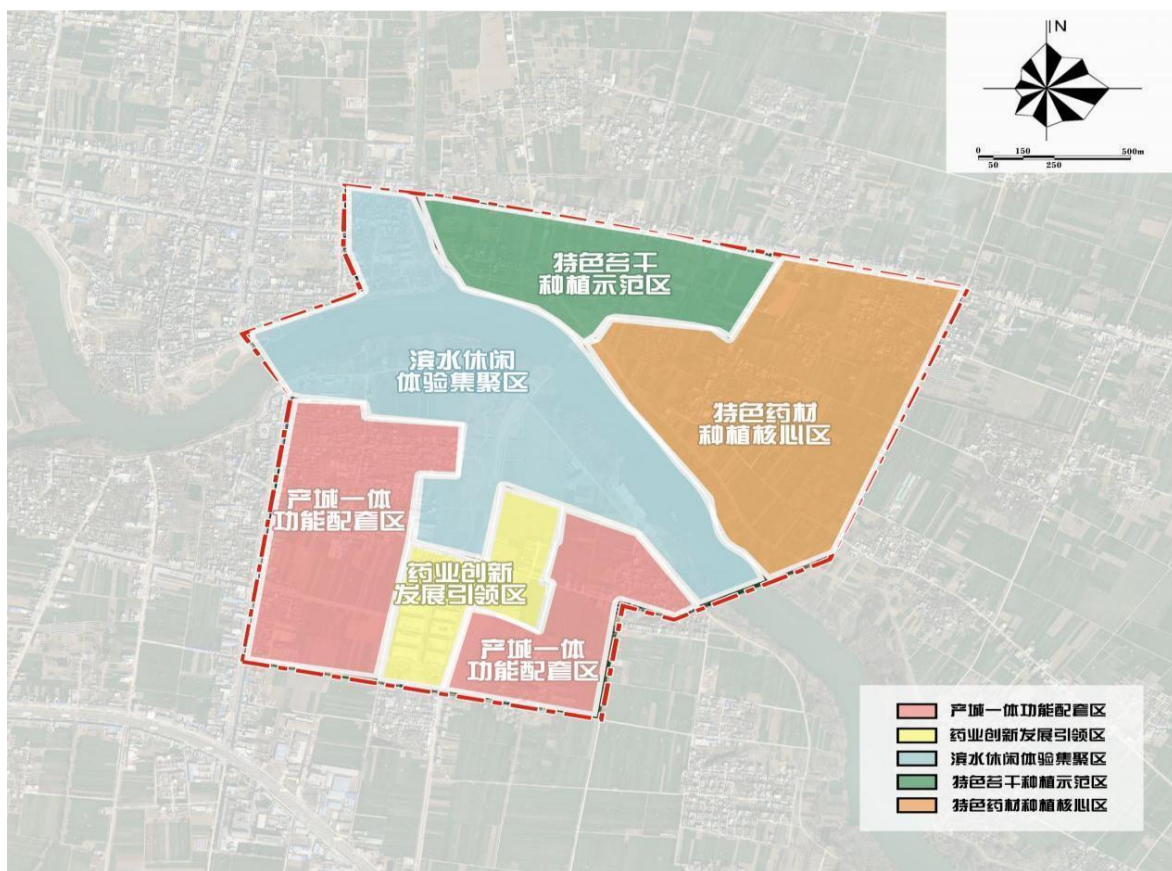 N
0 150 500m
50 250
特色苔干
种植示范区
滨水休闲
体验集聚区
特色药材
种植核心区
产城一体
功能配套区
药业创新
发展引领区
产城一体
功能配套区
产城一体功能配套区
药业创新发展引领区
滨水休闲体验集聚区
特色苔干种植示范区
特色药材种植核心区